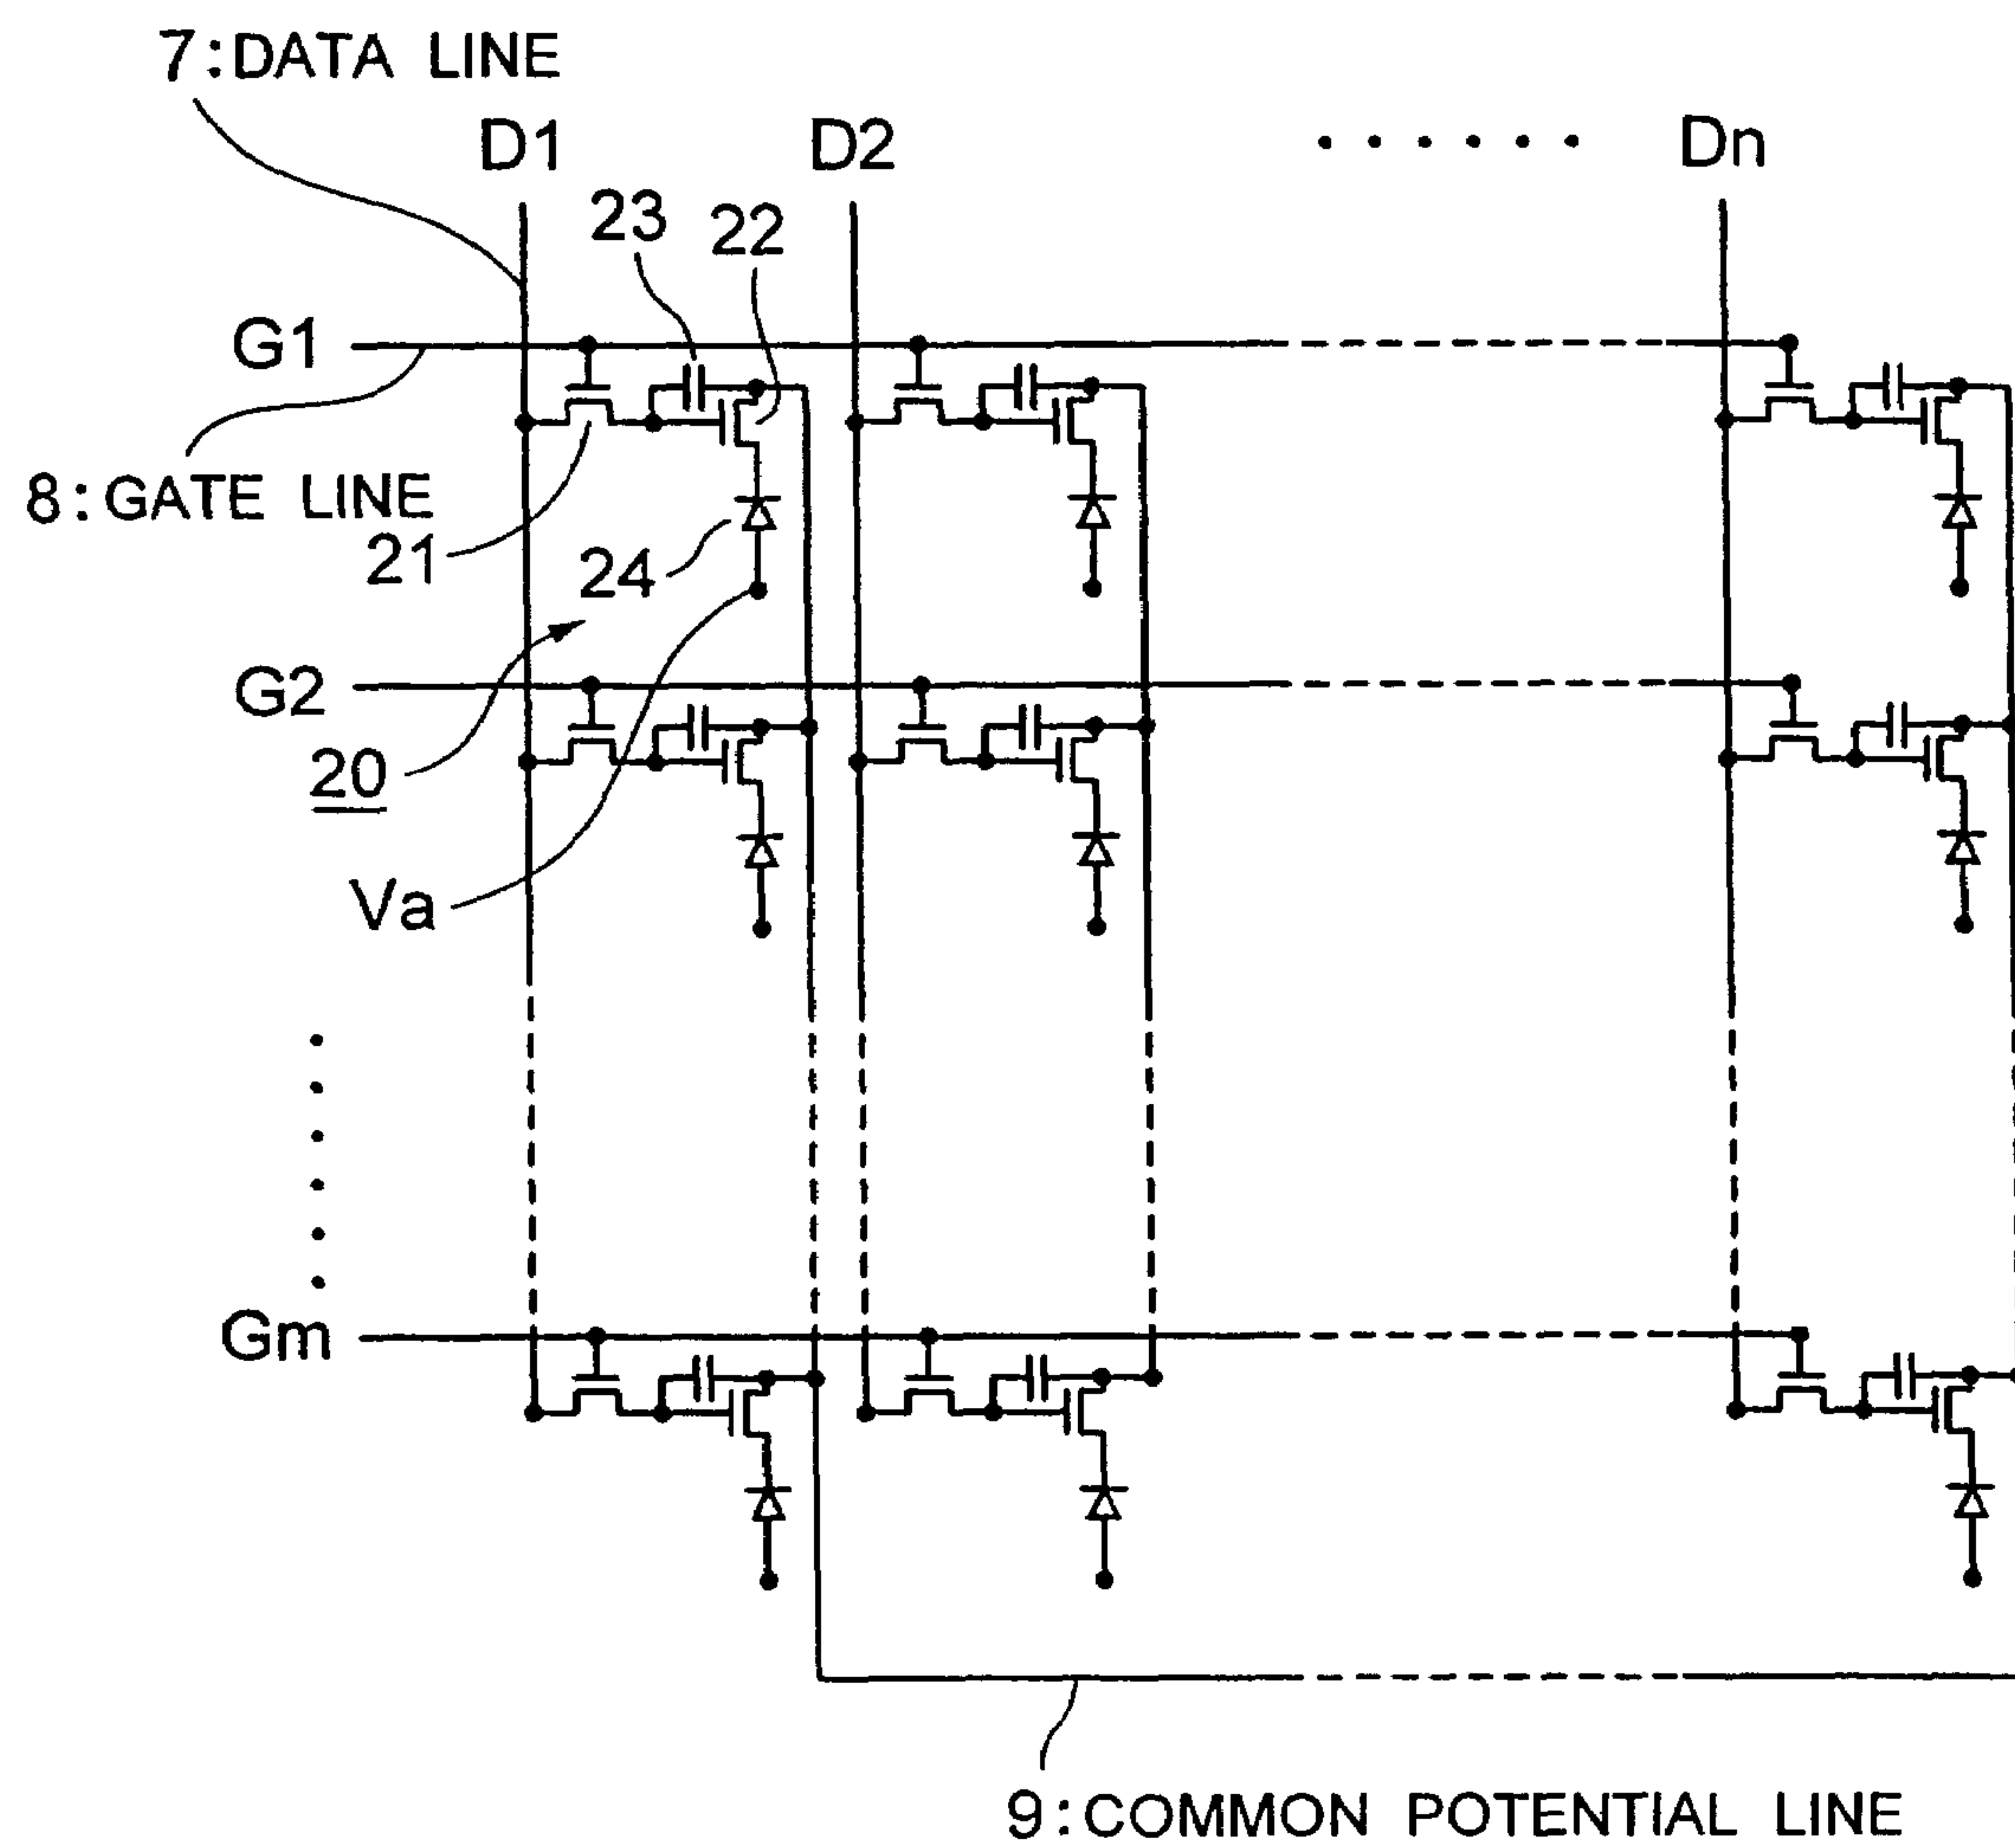 7:DATA LINE
D1 D2 ...... Dn
23 22
G1
8:GATE LINE
21 24
G2
20
Va
Gm
9:COMMON POTENTIAL LINE